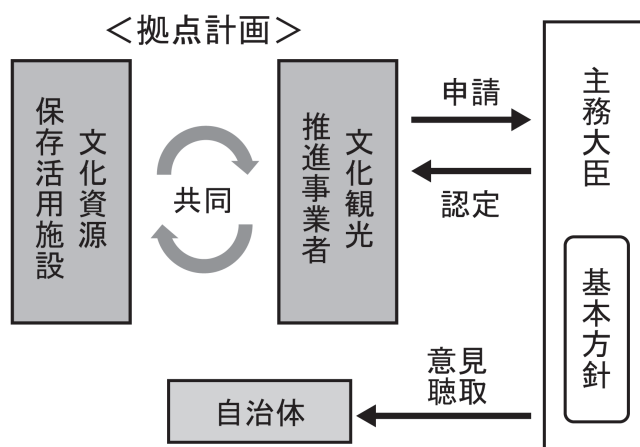 ＜拠点計画＞
文化資源
保存活用施設
共同
文化観光
推進事業者
申請
認定
主務大臣
基本方針
意見
聴取
自治体